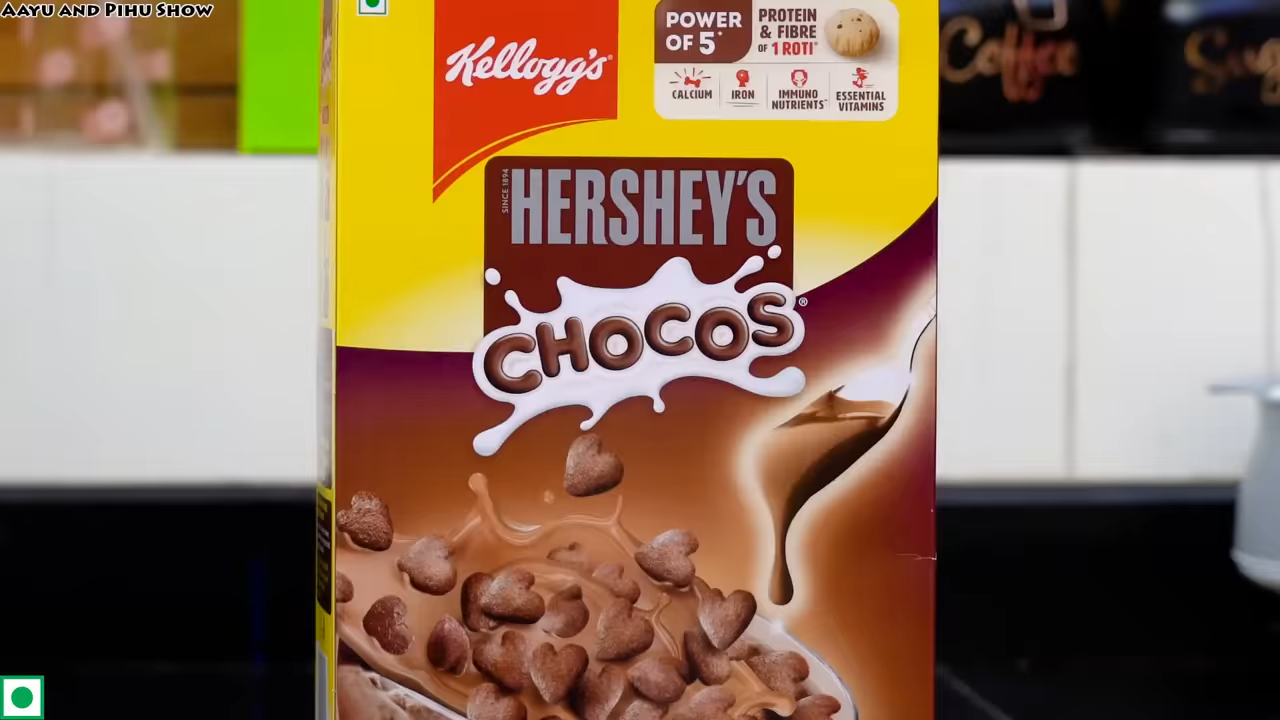 Aayu and Pihu Show
Kellogg's
POWER
OF 5*
PROTEIN
& FIBRE
OF 1 ROTI*
CALCIUM
IRON
IMMUNO
NUTRIENTS
ESSENTIAL
VITAMINS
Coffee
SINCE 1894
HERSHEY'S
CHOCOS®